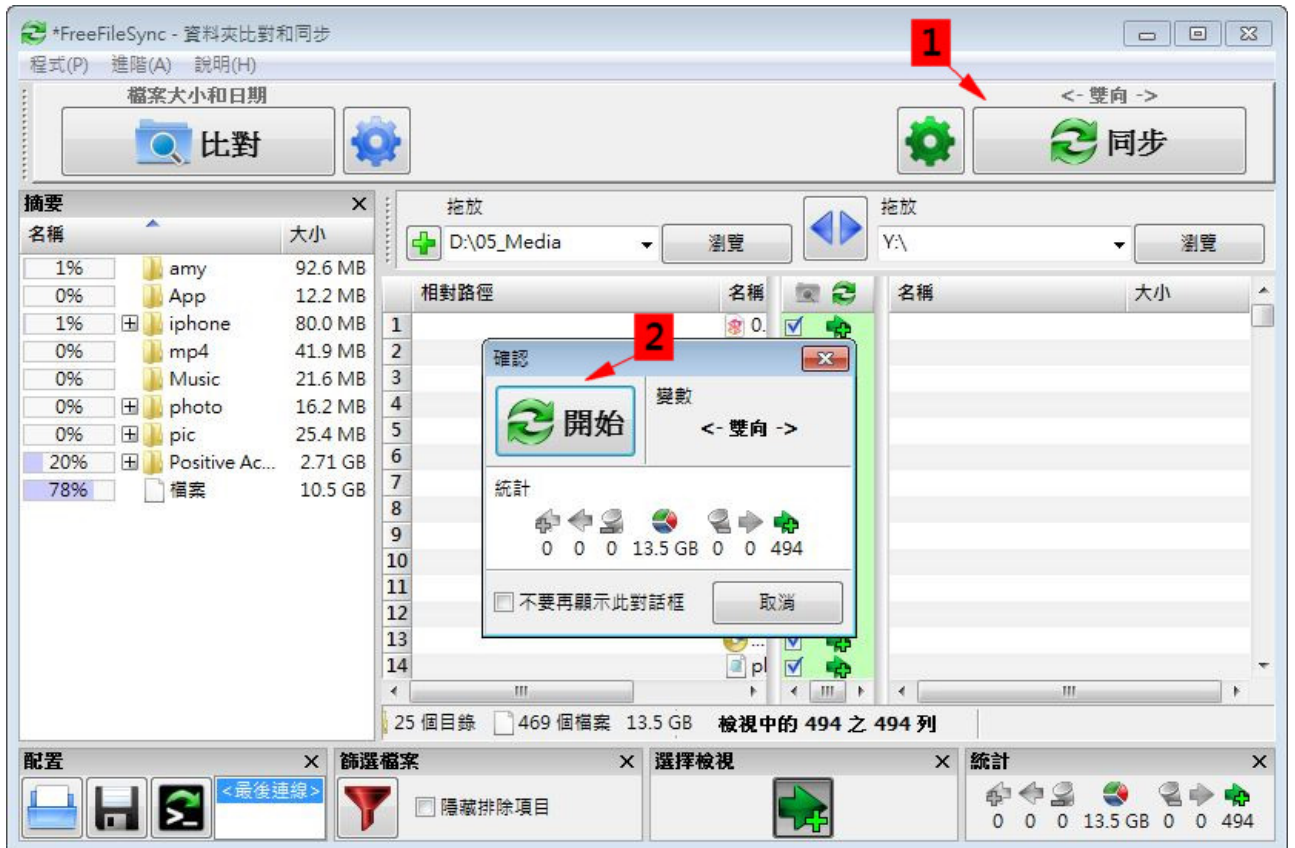 *FreeFileSync - 資料夾比對和同步
1
程式(P) 進階(A) 說明(H)
檔案大小和日期
<- 雙向 ->
比對
同步
摘要
拖放
拖放
名稱 大小
D:\05_Media
瀏覽
Y:\
瀏覽
1% amy 92.6 MB
0% App 12.2 MB
1% iphone 80.0 MB
0% mp4 41.9 MB
0% Music 21.6 MB
0% photo 16.2 MB
0% pic 25.4 MB
20% Positive Ac... 2.71 GB
78% 檔案 10.5 GB
相對路徑 名稱 名稱 大小
1 0.
2
3
4
5
6
7
8
9
10
11
12
13 ...
14 pl
2
確認
開始
變數
<- 雙向 ->
統計
0 0 0 13.5 GB 0 0 494
不要再顯示此對話框
取消
25 個目錄 469 個檔案 13.5 GB 檢視中的 494 之 494 列
配置
<最後連線>
篩選檔案
隱藏排除項目
選擇檢視
統計
0 0 0 13.5 GB 0 0 494